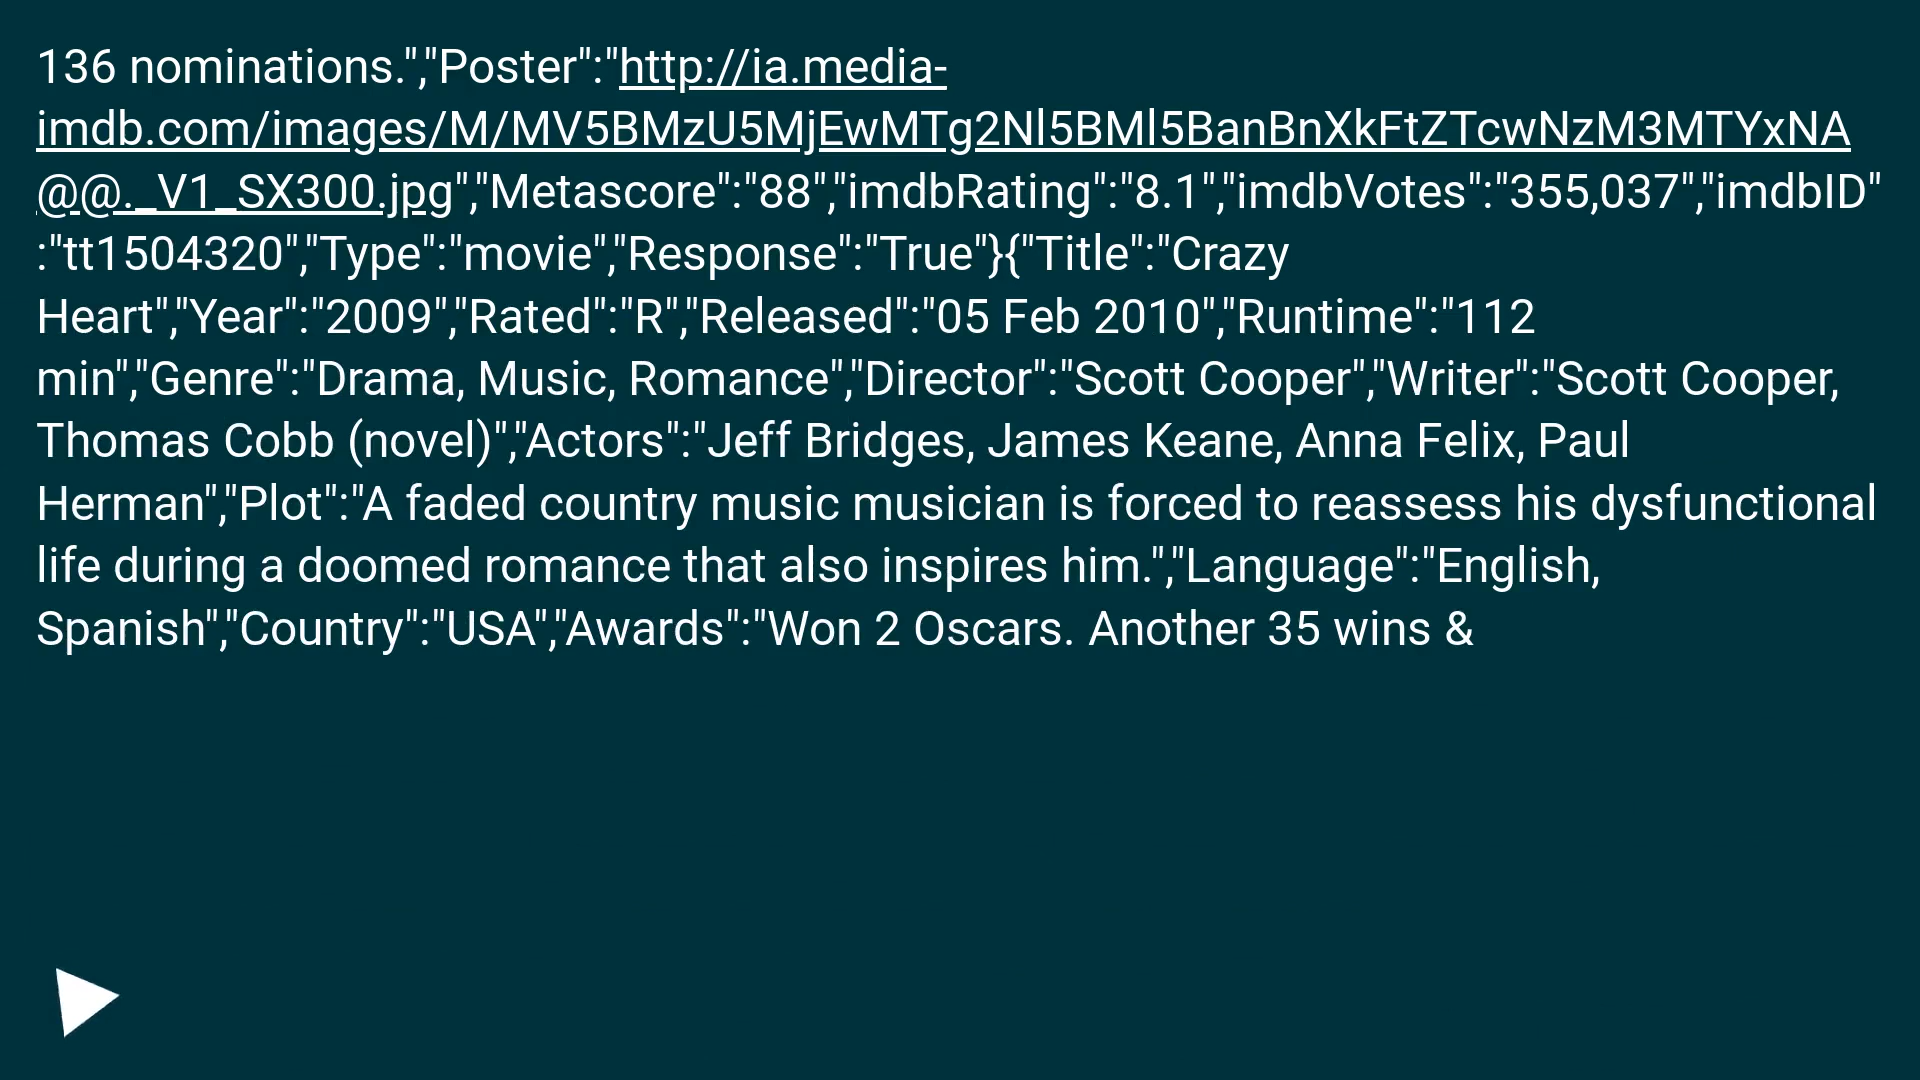 136 nominations.","Poster":"http://ia.media-
imdb.com/images/M/MV5BMzU5MjEwMTg2Nl5BMl5BanBnXkFtZTcwNzM3MTYxNA
@@._V1_SX300.jpg","Metascore":"88","imdbRating":"8.1","imdbVotes":"355,037","imdbID"
:"tt1504320","Type":"movie","Response":"True"}{"Title":"Crazy
Heart","Year":"2009","Rated":"R","Released":"05 Feb 2010","Runtime":"112
min","Genre":"Drama, Music, Romance","Director":"Scott Cooper","Writer":"Scott Cooper,
Thomas Cobb (novel)","Actors":"Jeff Bridges, James Keane, Anna Felix, Paul
Herman","Plot":"A faded country music musician is forced to reassess his dysfunctional
life during a doomed romance that also inspires him.","Language":"English,
Spanish","Country":"USA","Awards":"Won 2 Oscars. Another 35 wins &